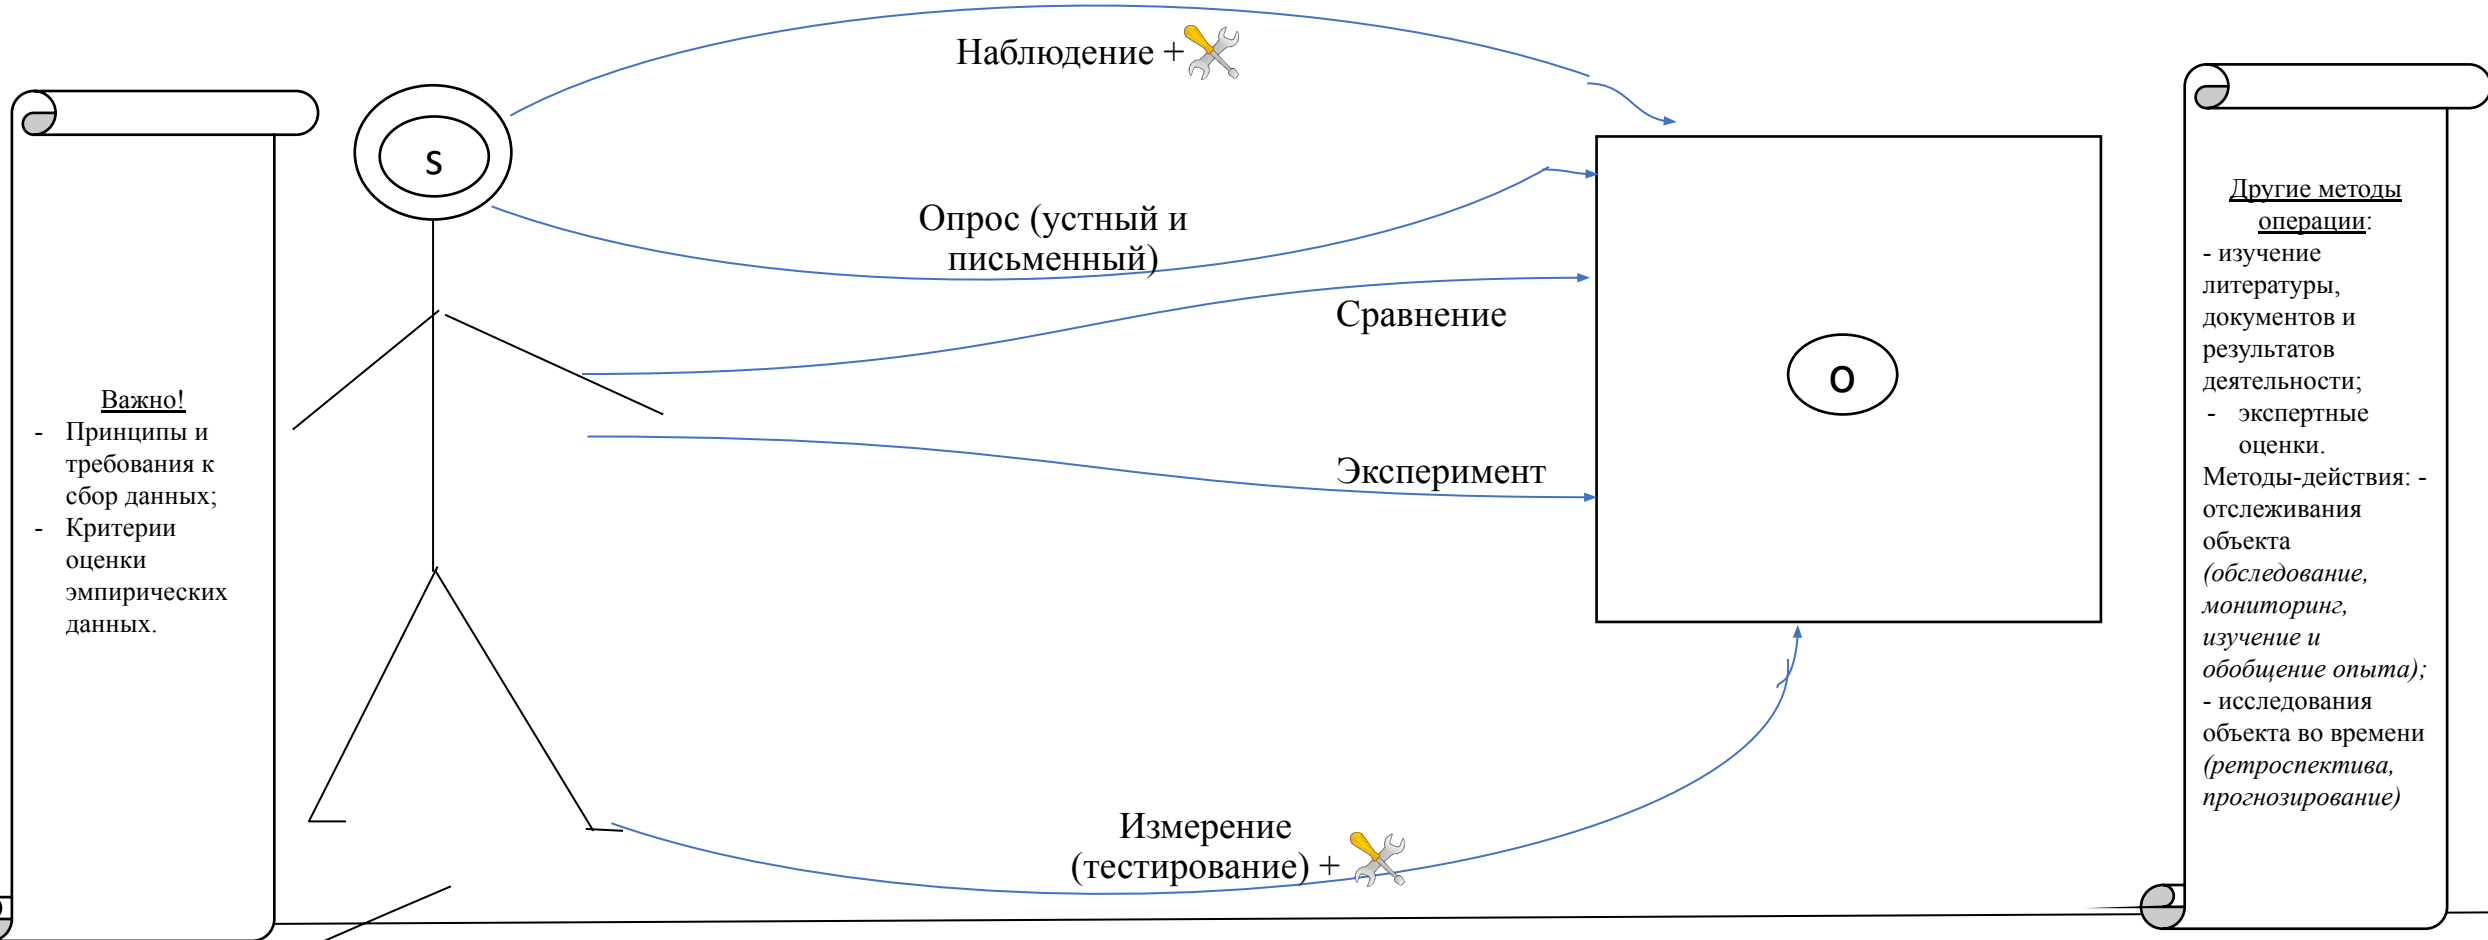 Важно!
- Принципы и
требования к
сбор данных;
- Критерии
оценки
эмпирических
данных.
S
Наблюдение +
Опрос (устный и
письменный)
Сравнение
Эксперимент
Измерение
(тестирование) +
О
Другие методы
операции:
- изучение
литературы,
документов и
результатов
деятельности;
- экспертные
оценки.
Методы-действия: -
отслеживания
объекта
(обследование,
мониторинг,
изучение и
обобщение опыта);
- исследования
объекта во времени
(ретроспектива,
прогнозирование)